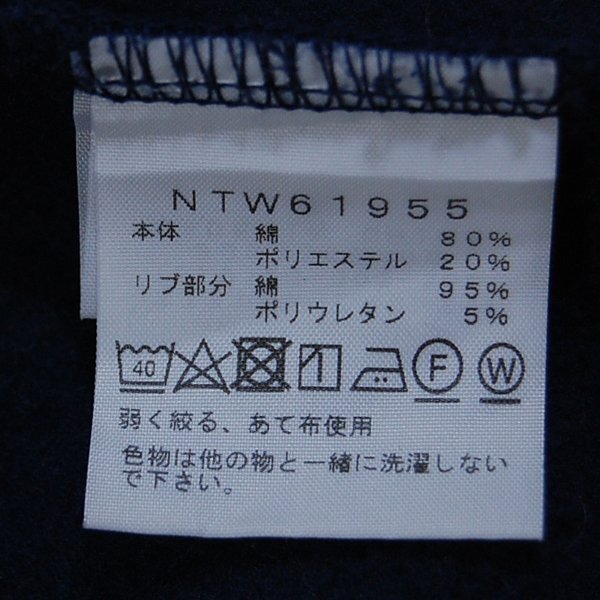 NTW61955
本体 綿 80%
ポリエステル 20%
リブ部分 綿 95%
ポリウレタン 5%
40 F W
弱く絞る、あて布使用
色物は他の物と一緒に洗濯しない
で下さい。